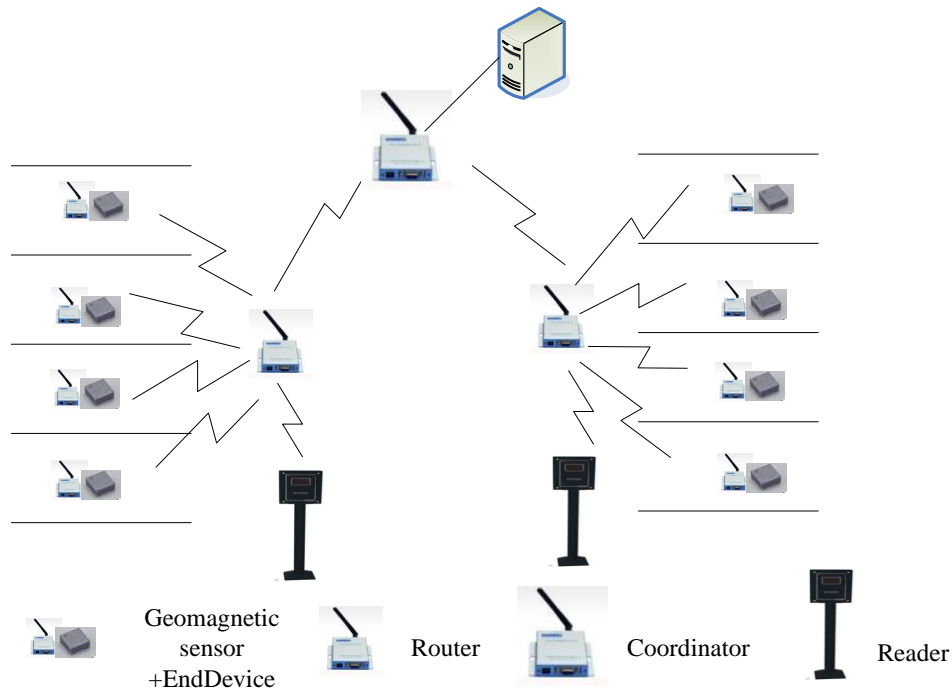 Geomagnetic
sensor
+EndDevice
Router
Coordinator
Reader